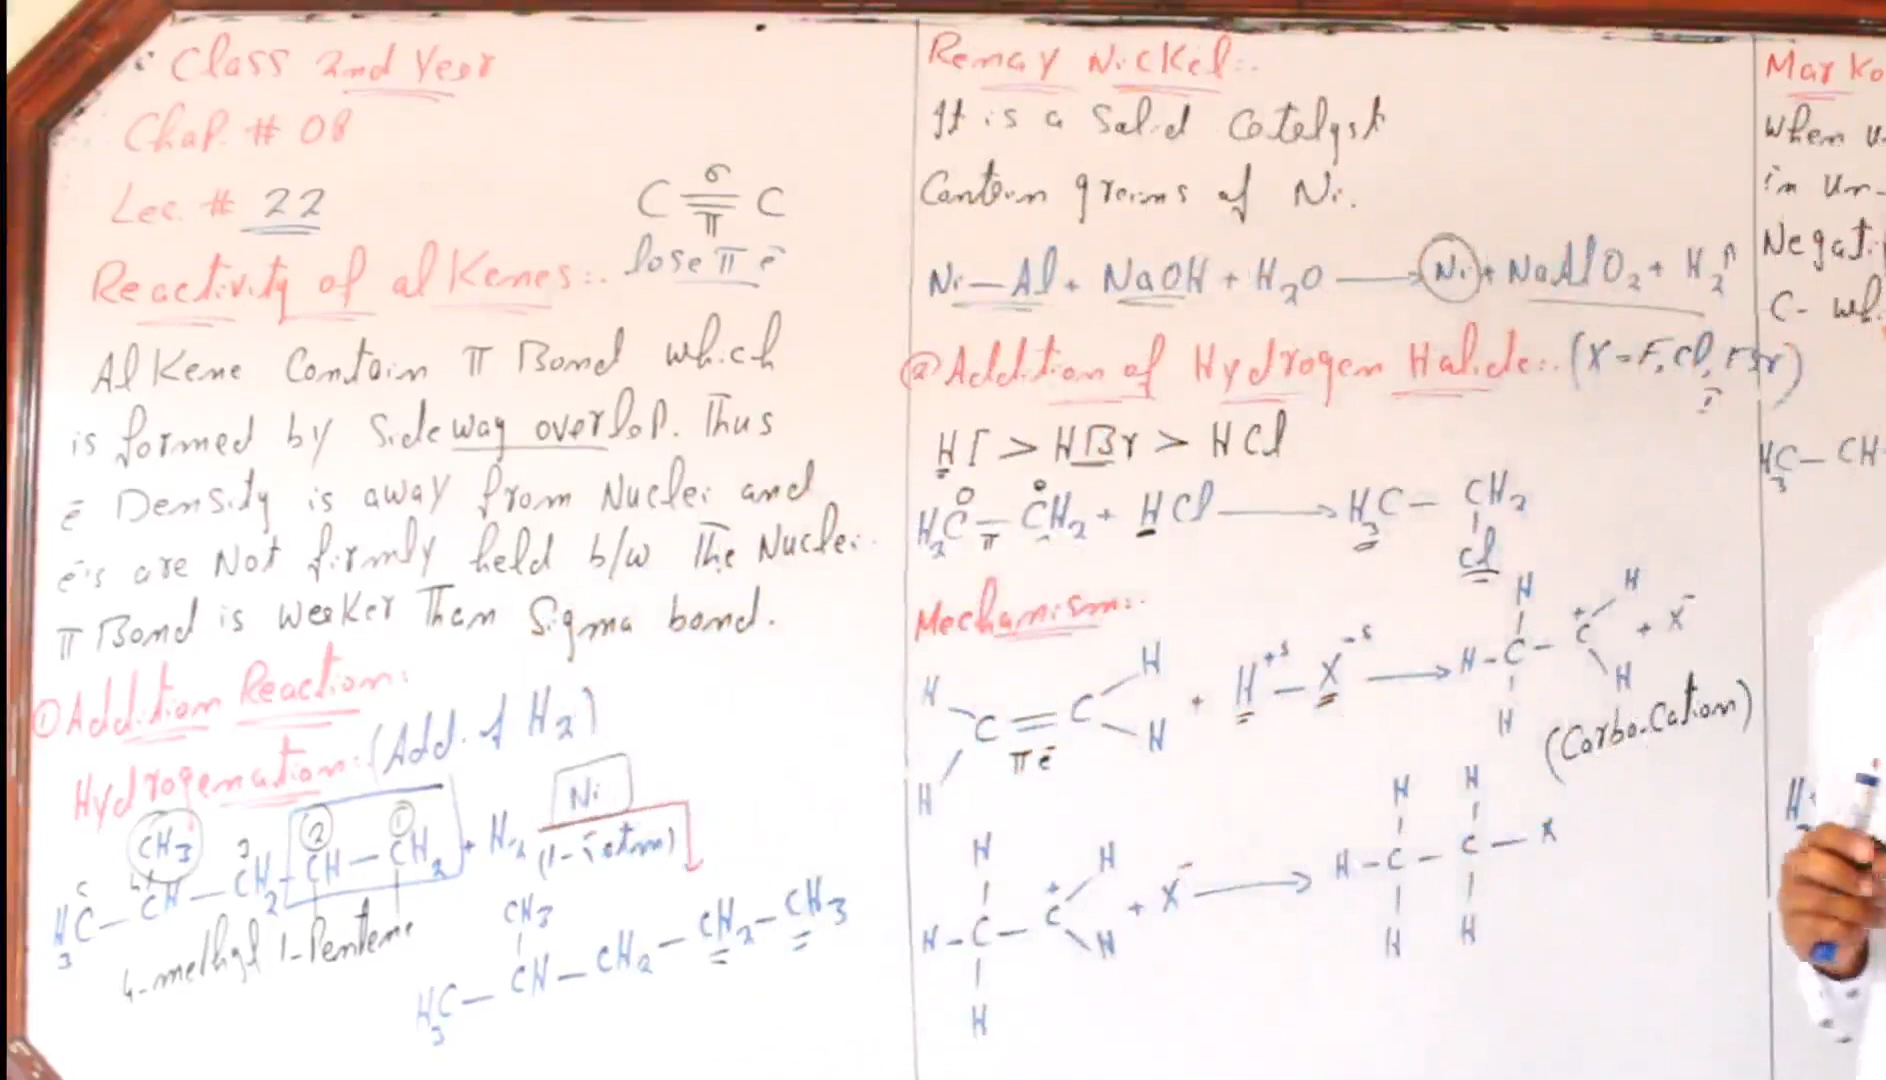 Class 2nd Year
Chap. # 08
Lec. # 22
σ
C = C
π
lose π ē
Reactivity of alkenes:.
Alkene Contain π Bond which
is formed by Sideway overlap. Thus
ē Density is away from Nuclei and
ē's are Not firmly held b/w The Nuclei.
π Bond is weaker Than Sigma bond.
① Addition Reaction:
Hydrogenation: (Add. of H2)
CH3
H3C — CH — CH2 — CH — CH2 + H2
Ni
4-methyl 1-Pentene
CH3
H3C — CH — CH2 — CH2 — CH3
Remay Nickel:.
It is a Solid Catalyst
Contain grains of Ni.
Ni — Al + NaOH + H2O → Ni + NaAlO2 + H2
② Addition of Hydrogen Halide:. (X = F, Cl, Br, I)
HI > HBr > HCl
H2C = CH2 + HCl → H3C — CH2
π
Cl
Mechanism:.
H H H H
C = C + H+δ — X-δ → H - C - C+ + X-
π ē
H H H H
(Carbo-Cation)
H H H H
H - C - C+ + X- → H - C - C - X
H H H H
Marko
When
in Un-
Negati
C-
H3C — CH